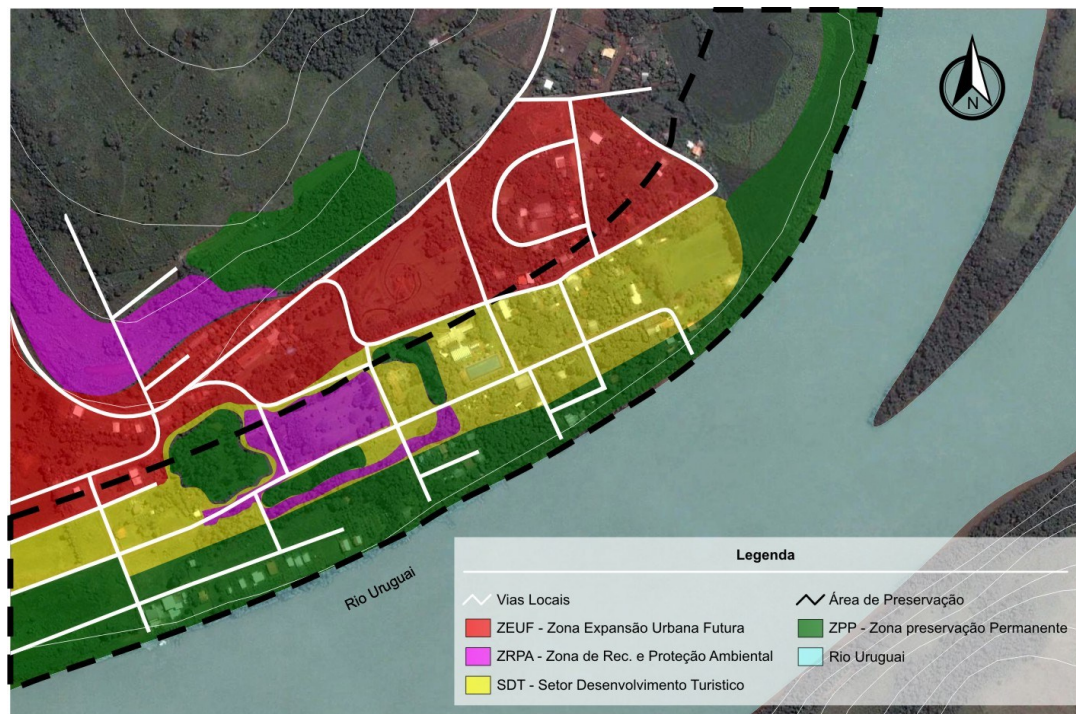 N
Rio Uruguai
Legenda
Vias Locais
Área de Preservação
ZEUF - Zona Expansão Urbana Futura
ZPP - Zona preservação Permanente
ZRPA - Zona de Rec. e Proteção Ambiental
Rio Uruguai
SDT - Setor Desenvolvimento Turistico